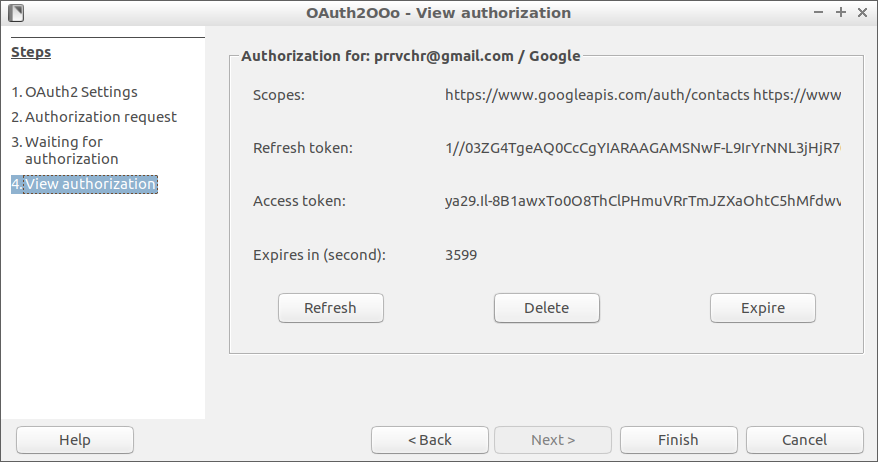 OAuth2OOo - View authorization
Steps
1. OAuth2 Settings
2. Authorization request
3. Waiting for
authorization
4. View authorization
Authorization for: prrvchr@gmail.com / Google
Scopes: https://www.googleapis.com/auth/contacts https://www
Refresh token: 1//03ZG4TgeAQ0CcCgYIARAAGAMSNwF-L9IrYrNNL3jHjR7
Access token: ya29.Il-8B1awxTo0O8ThClPHmuVRrTmJZXaOhtC5hMfdwv
Expires in (second): 3599
Refresh Delete Expire
Help < Back Next > Finish Cancel